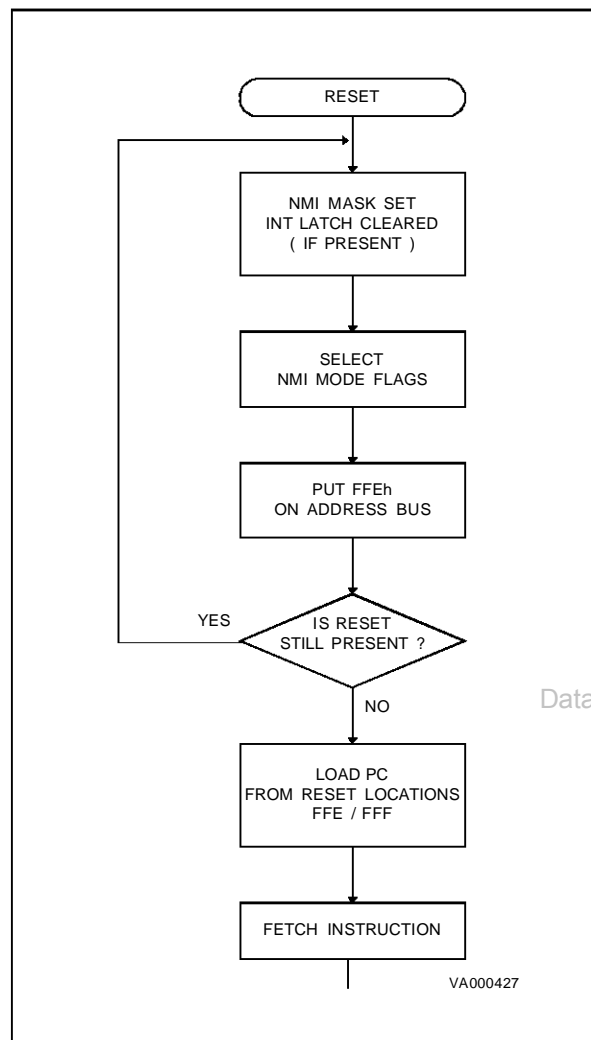 RESET
NMI MASK SET
INT LATCH CLEARED
( IF PRESENT )
SELECT
NMI MODE FLAGS
PUT FFEh
ON ADDRESS BUS
YES
IS RESET
STILL PRESENT ?
NO
Data
LOAD PC
FROM RESET LOCATIONS
FFE / FFF
FETCH INSTRUCTION
VA000427